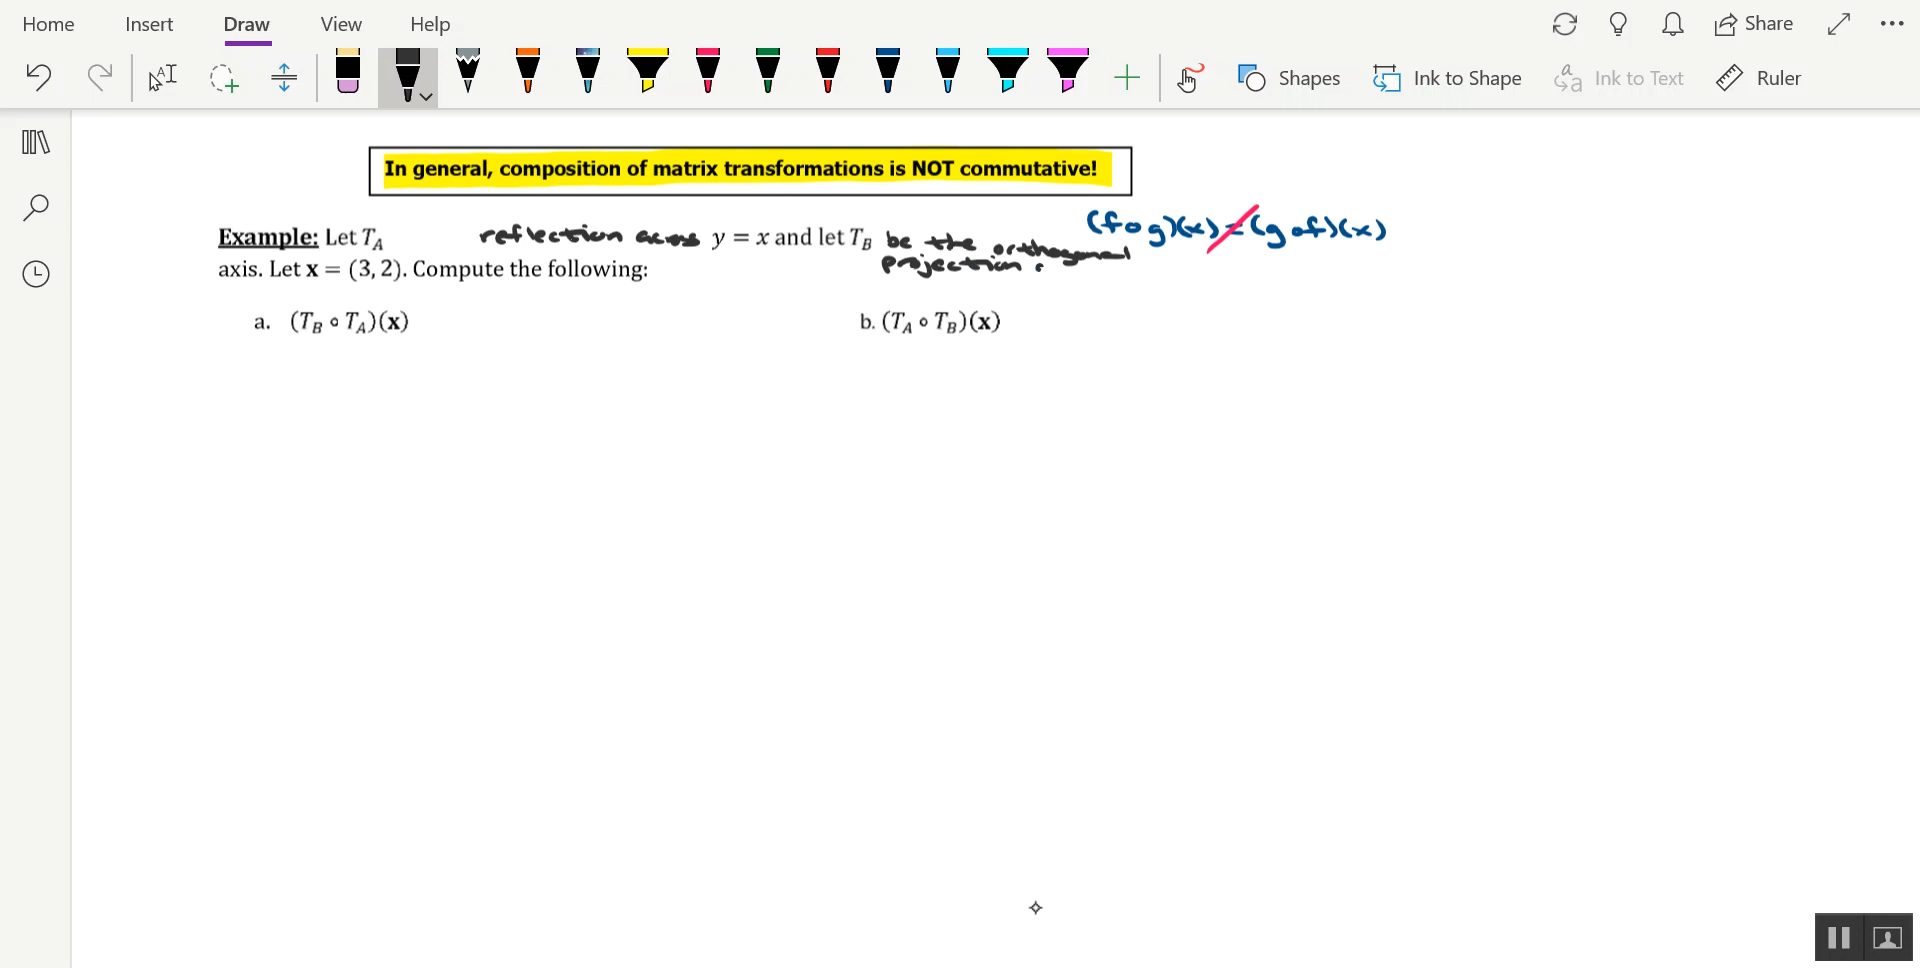 Home Insert Draw View Help Share
Shapes Ink to Shape Ink to Text Ruler
In general, composition of matrix transformations is NOT commutative!
(f∘g)(x) ≠ (g∘f)(x)
Example: Let T_A reflection across y = x and let T_B be the orthogonal
projection
axis. Let x = (3, 2). Compute the following:
a. (T_B ∘ T_A)(x)
b. (T_A ∘ T_B)(x)